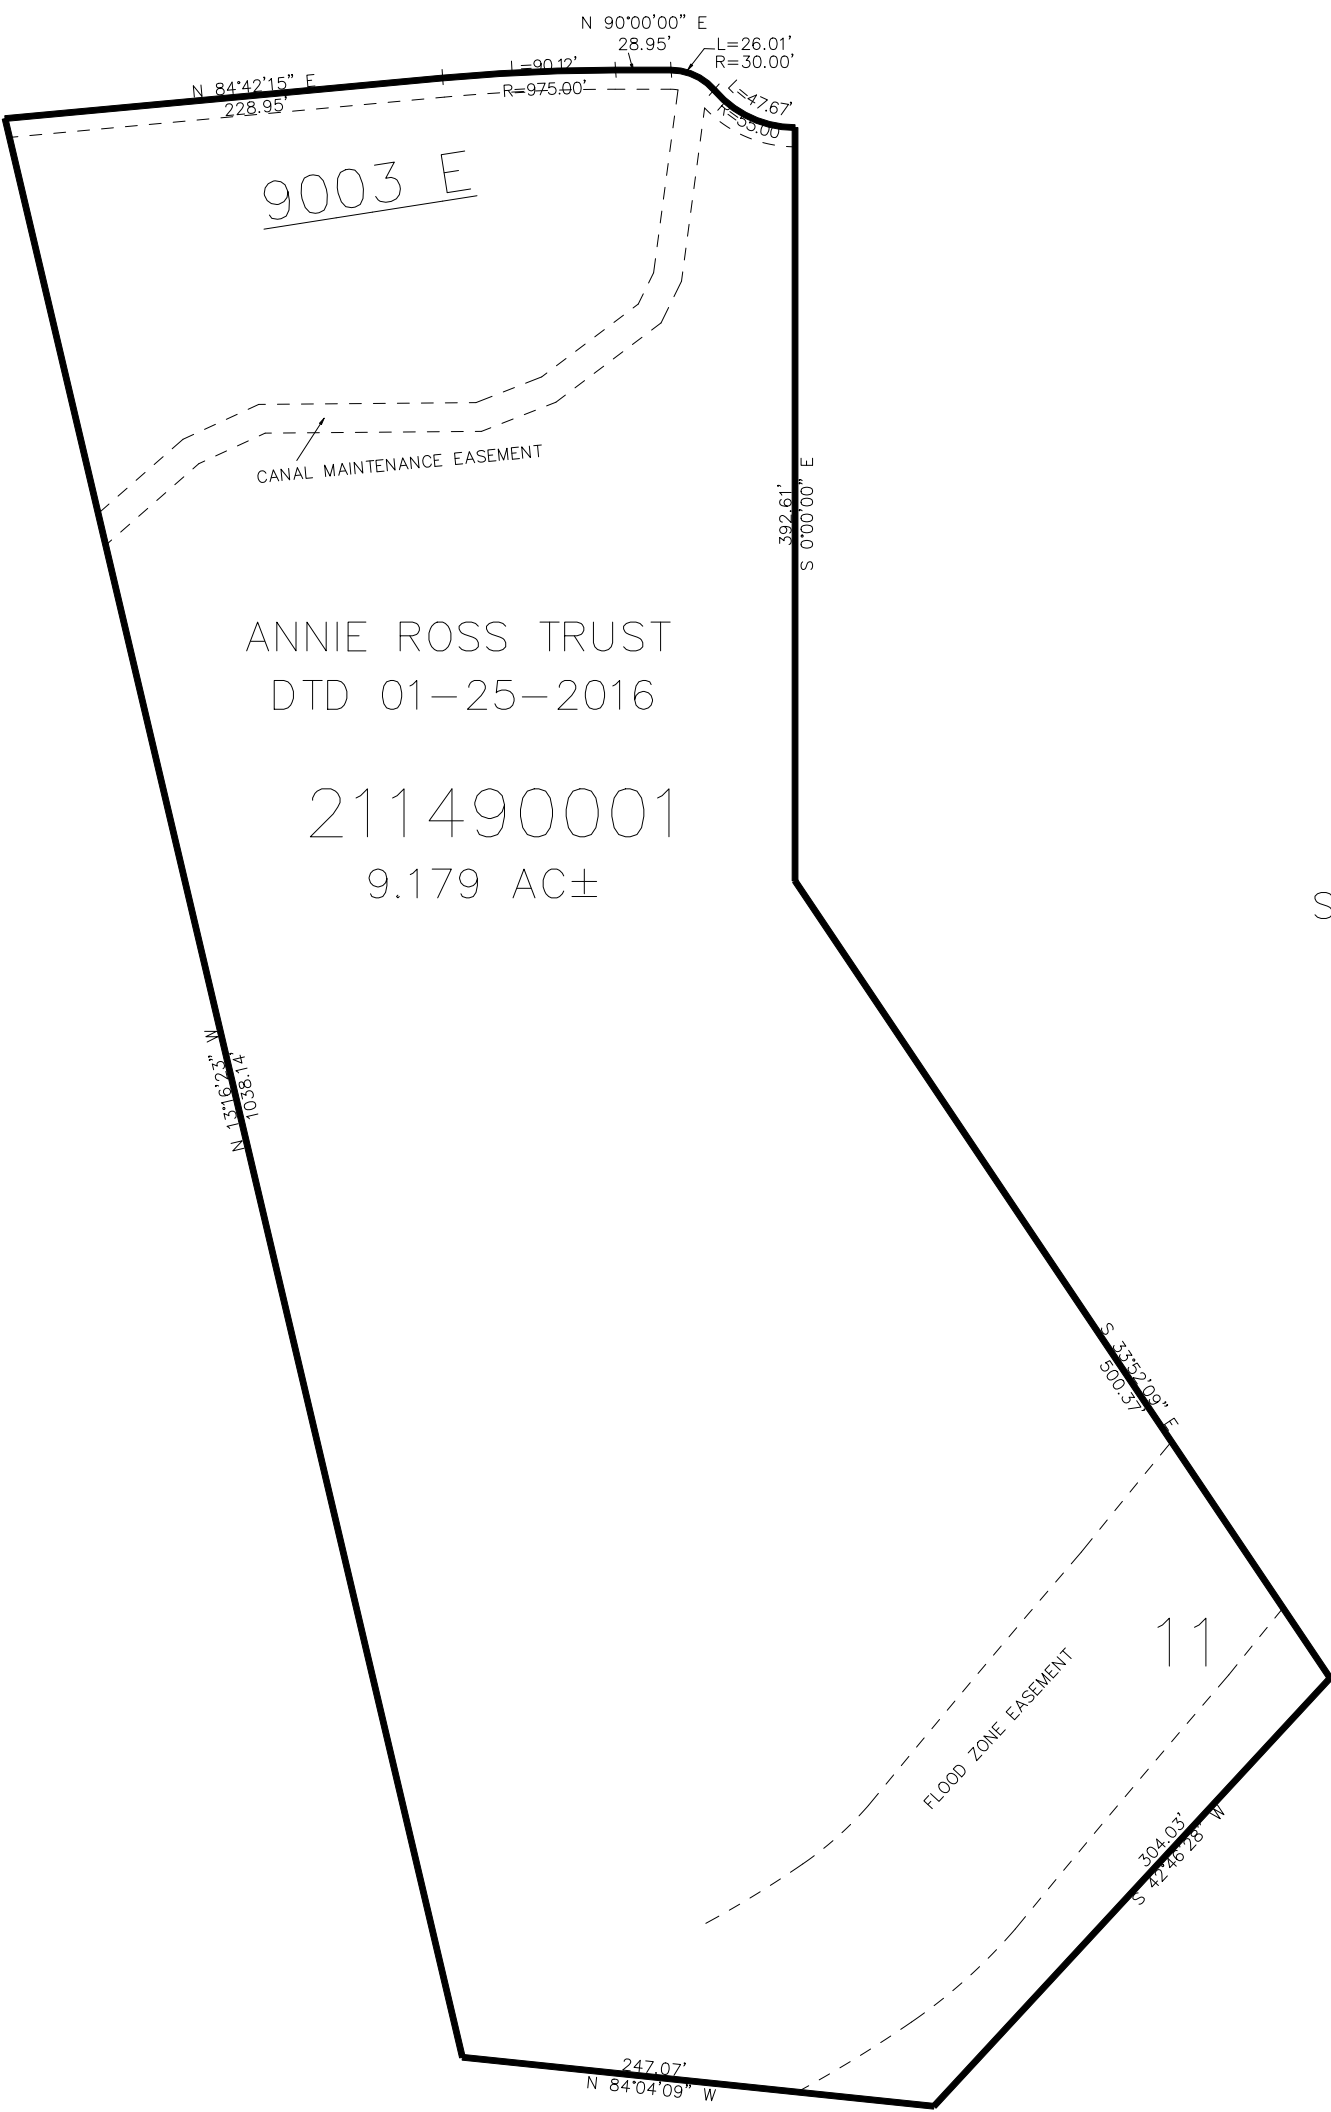 N 90°00'00" E
28.95'
L=26.01'
R=30.00'
L=90.12'
R=975.00'
N 84°42'15" E
228.95'
L=47.67'
R=55.00'
9003 E
CANAL MAINTENANCE EASEMENT
392.61'
S 0°00'00" E
ANNIE ROSS TRUST
DTD 01-25-2016
211490001
9.179 AC±
S
N 13°16'23" W
1038.14'
S 33°52'09" E
500.37'
11
FLOOD ZONE EASEMENT
304.03'
S 42°46'28" W
247.07'
N 84°04'09" W